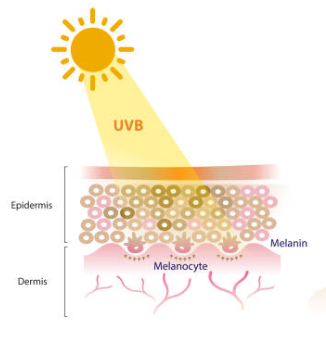 UVB
Epidermis
Melanin
Melanocyte
Dermis